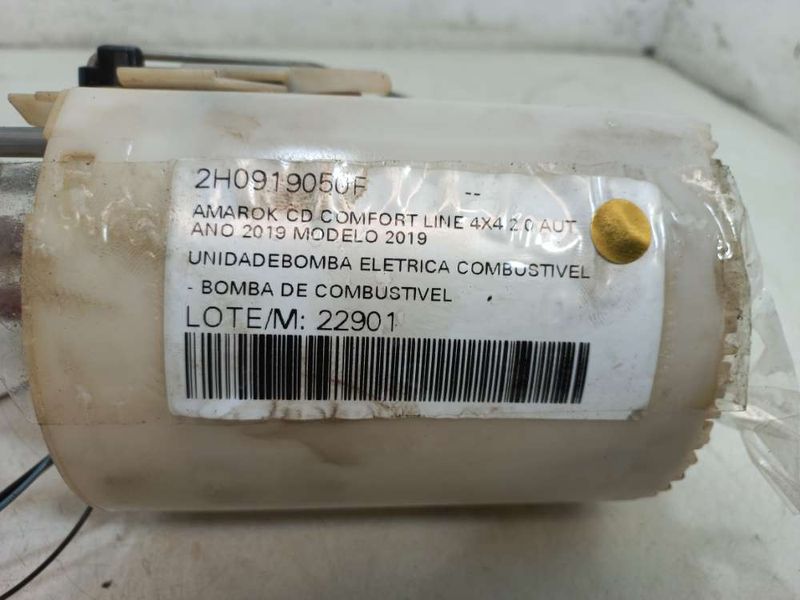 2H0919050F --
AMAROK CD COMFORT LINE 4X4 2.0 AUT
ANO 2019 MODELO 2019
UNIDADEBOMBA ELETRICA COMBUSTIVEL
- BOMBA DE COMBUSTIVEL
LOTE/M: 22901